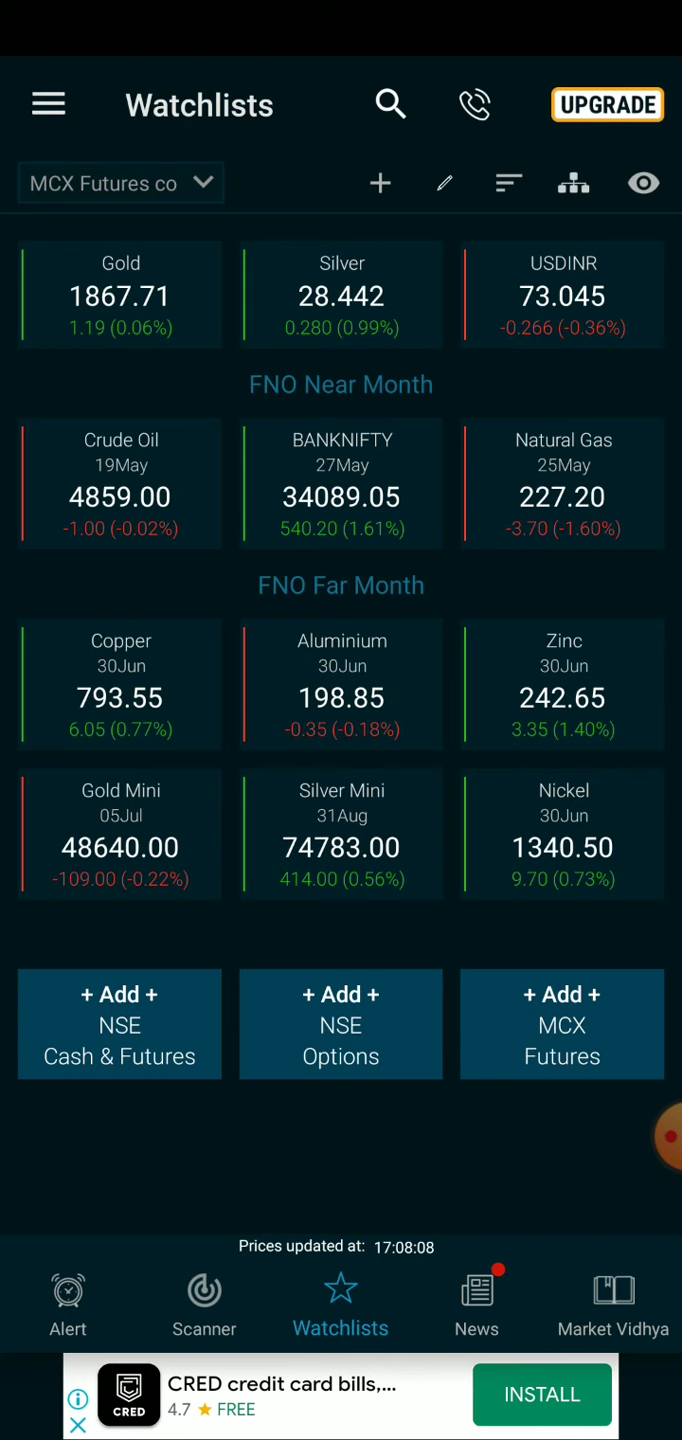 Watchlists
UPGRADE
MCX Futures co
Gold
1867.71
1.19 (0.06%)
Silver
28.442
0.280 (0.99%)
USDINR
73.045
-0.266 (-0.36%)
FNO Near Month
Crude Oil
19May
4859.00
-1.00 (-0.02%)
BANKNIFTY
27May
34089.05
540.20 (1.61%)
Natural Gas
25May
227.20
-3.70 (-1.60%)
FNO Far Month
Copper
30Jun
793.55
6.05 (0.77%)
Aluminium
30Jun
198.85
-0.35 (-0.18%)
Zinc
30Jun
242.65
3.35 (1.40%)
Gold Mini
05Jul
48640.00
-109.00 (-0.22%)
Silver Mini
31Aug
74783.00
414.00 (0.56%)
Nickel
30Jun
1340.50
9.70 (0.73%)
+ Add +
NSE
Cash & Futures
+ Add +
NSE
Options
+ Add +
MCX
Futures
Prices updated at: 17:08:08
Alert
Scanner
Watchlists
News
Market Vidhya
CRED
CRED credit card bills,...
4.7 ★ FREE
INSTALL